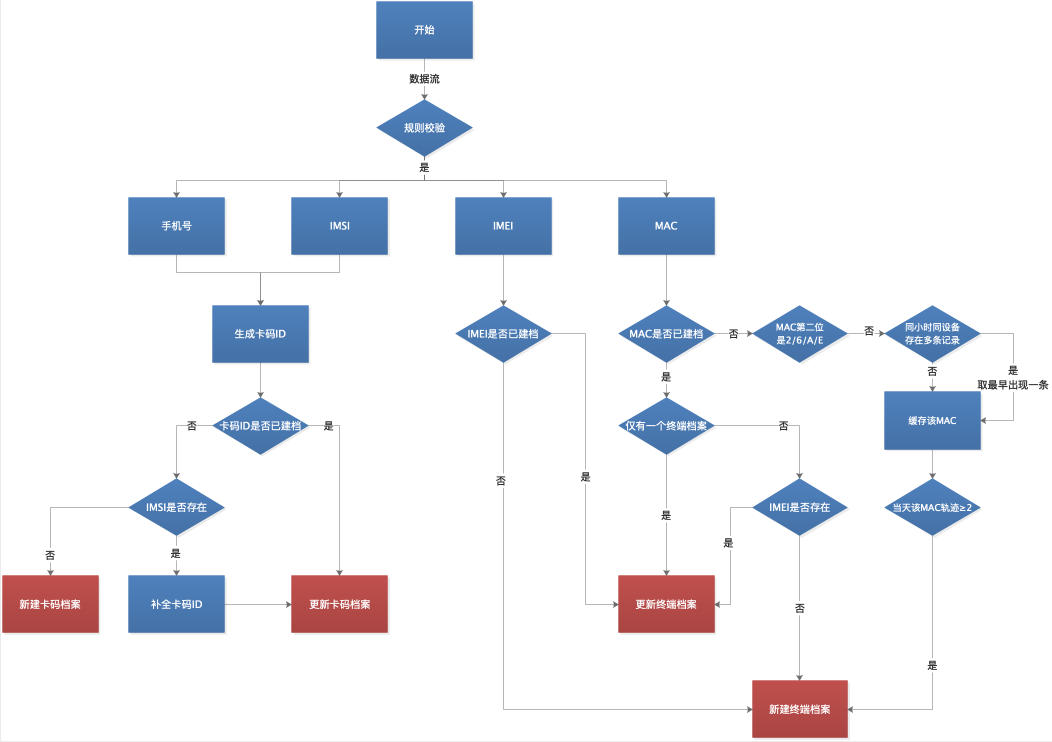 开始
数据流
规则校验
是
手机号
IMSI
IMEI
MAC
生成卡码ID
IMEI是否已建档
MAC是否已建档
否
MAC第二位
是2/6/A/E
否
同小时同设备
存在多条记录
是
取最早出现一条
否
是
缓存该MAC
否
卡码ID是否已建档
是
仅有一个终端档案
否
否
是
IMSI是否存在
IMEI是否存在
当天该MAC轨迹≥2
是
否
是
是
新建卡码档案
补全卡码ID
更新卡码档案
更新终端档案
否
是
新建终端档案